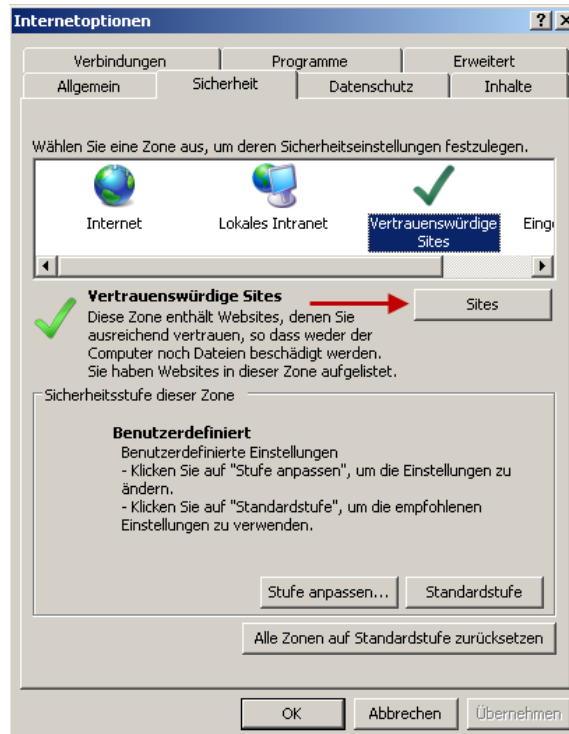 Internetoptionen
Verbindungen Programme Erweitert
Allgemein Sicherheit Datenschutz Inhalte
Wählen Sie eine Zone aus, um deren Sicherheitseinstellungen festzulegen.
Internet Lokales Intranet Vertrauenswürdige Sites Einge
Vertrauenswürdige Sites
Sites
Diese Zone enthält Websites, denen Sie
ausreichend vertrauen, so dass weder der
Computer noch Dateien beschädigt werden.
Sie haben Websites in dieser Zone aufgelistet.
Sicherheitsstufe dieser Zone
Benutzerdefiniert
Benutzerdefinierte Einstellungen
- Klicken Sie auf "Stufe anpassen", um die Einstellungen zu
ändern.
- Klicken Sie auf "Standardstufe", um die empfohlenen
Einstellungen zu verwenden.
Stufe anpassen... Standardstufe
Alle Zonen auf Standardstufe zurücksetzen
OK Abbrechen Übernehmen